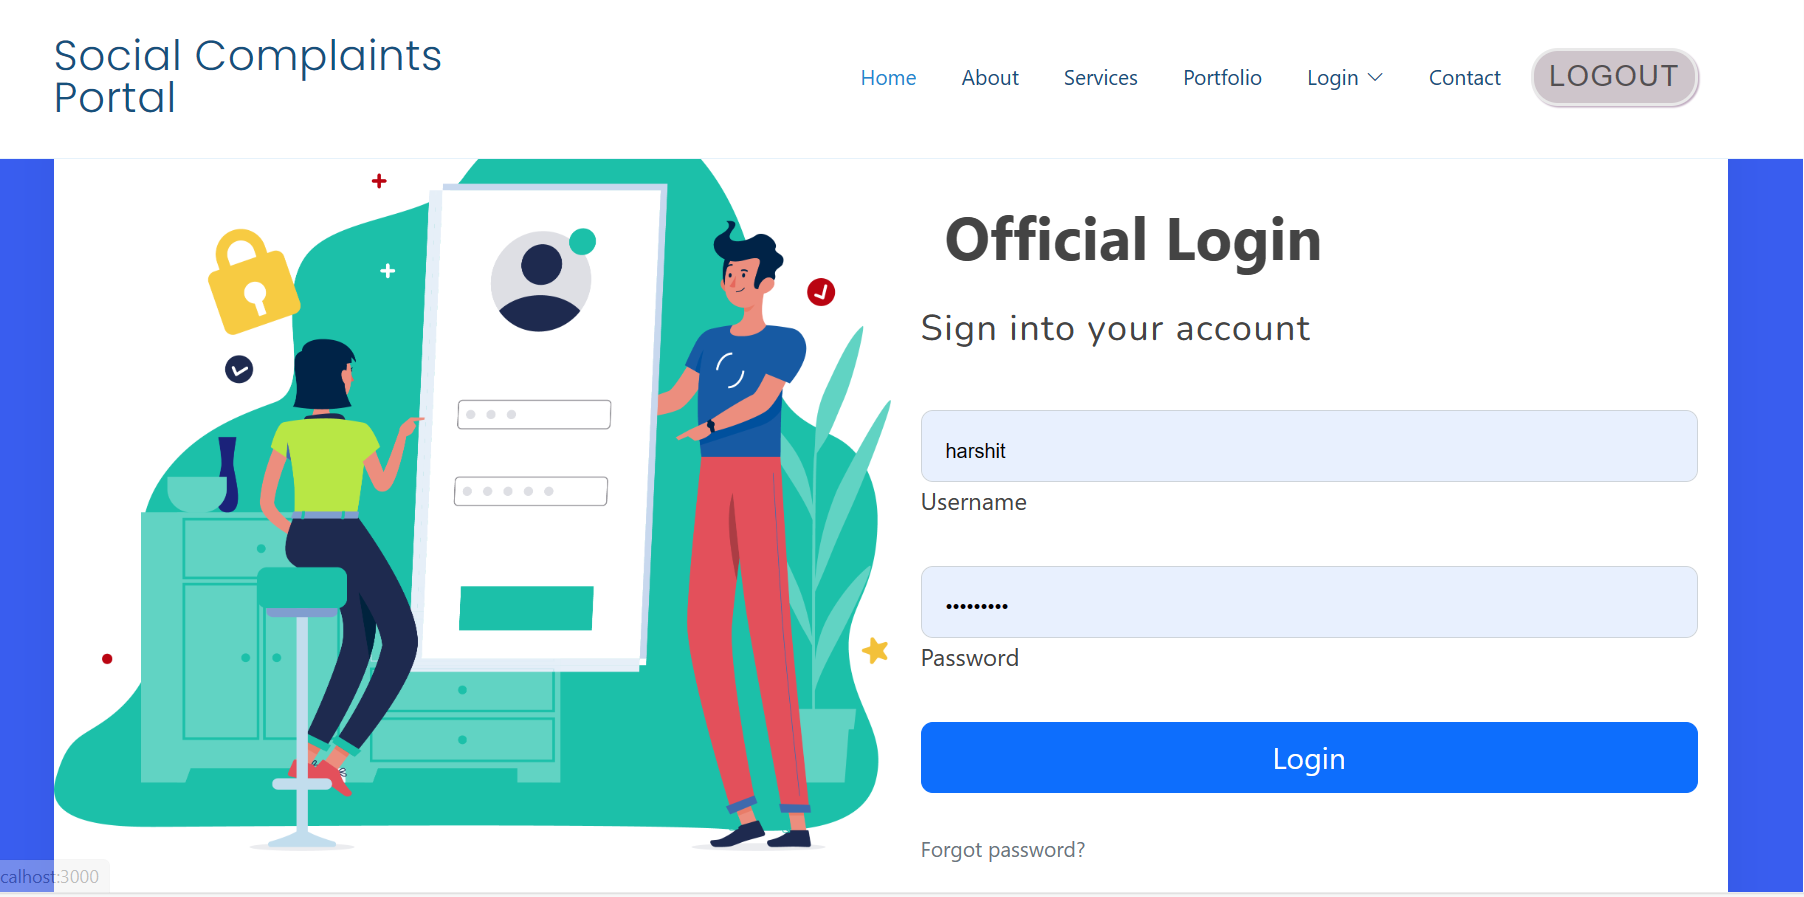 Social Complaints
Portal
Home About Services Portfolio Login Contact LOGOUT
Official Login
Sign into your account
harshit
Username
•••••••••
Password
Login
Forgot password?
calhost:3000